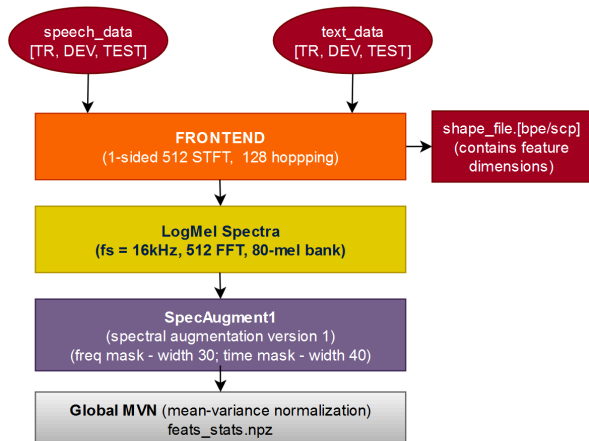 speech_data
[TR, DEV, TEST]
text_data
[TR, DEV, TEST]
FRONTEND
(1-sided 512 STFT, 128 hoppping)
shape_file.[bpe/scp]
(contains feature
dimensions)
LogMel Spectra
(fs = 16kHz, 512 FFT, 80-mel bank)
SpecAugment1
(spectral augmentation version 1)
(freq mask - width 30; time mask - width 40)
Global MVN (mean-variance normalization)
feats_stats.npz